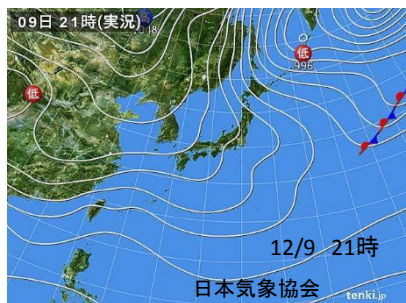 09日 21時(実況)
高
1048
低
996
低
12/9 21時
日本気象協会
tenki.jp